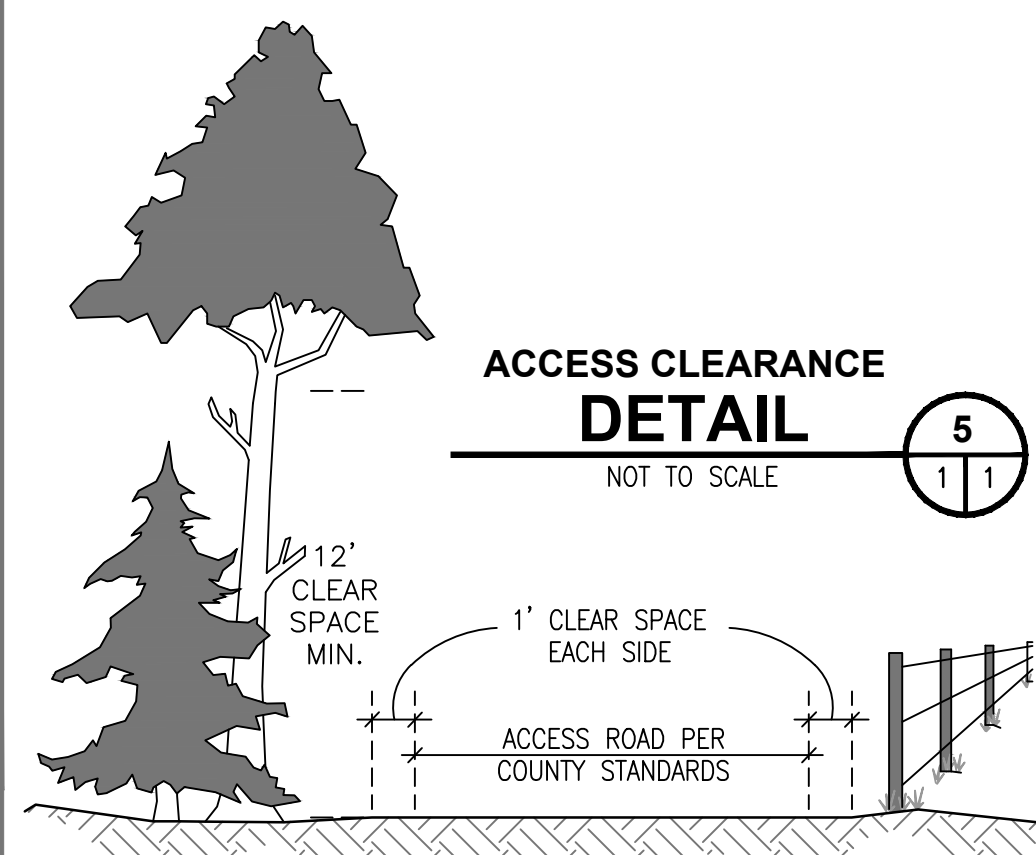 ACCESS CLEARANCE
DETAIL
NOT TO SCALE
5
1 1
12'
CLEAR
SPACE
MIN.
1' CLEAR SPACE
EACH SIDE
ACCESS ROAD PER
COUNTY STANDARDS